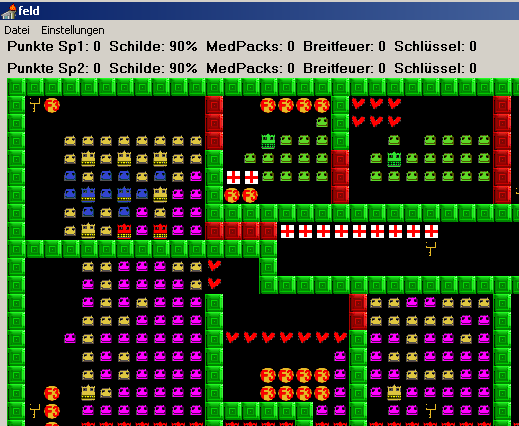 feld
Datei Einstellungen
Punkte Sp1: 0 Schilde: 90% MedPacks: 0 Breitfeuer: 0 Schlüssel: 0
Punkte Sp2: 0 Schilde: 90% MedPacks: 0 Breitfeuer: 0 Schlüssel: 0